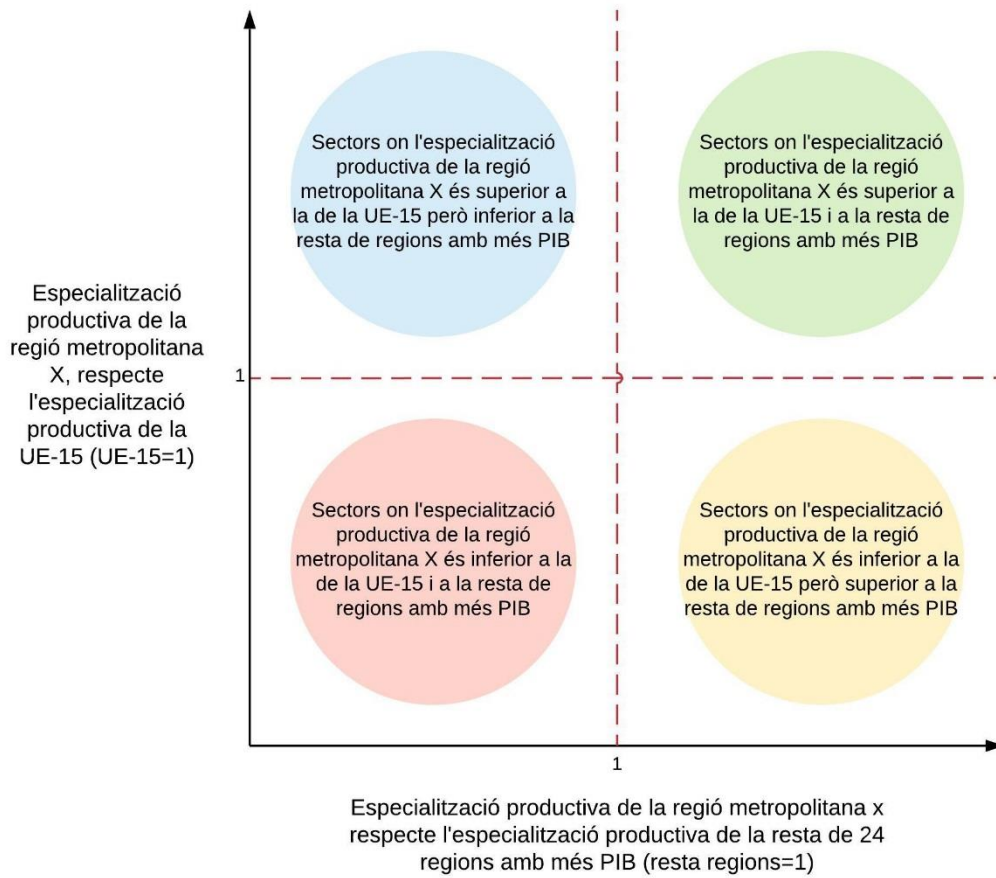 Sectors on l'especialització
productiva de la regió
metropolitana X és superior a
la de la UE-15 però inferior a la
resta de regions amb més PIB
Sectors on l'especialització
productiva de la regió
metropolitana X és superior a
la de la UE-15 i a la resta de
regions amb més PIB
Especialització
productiva de la
regió metropolitana
X, respecte
l'especialització
productiva de la
UE-15 (UE-15=1)
1
Sectors on l'especialització
productiva de la regió
metropolitana X és inferior a la
de la UE-15 i a la resta de
regions amb més PIB
Sectors on l'especialització
productiva de la regió
metropolitana X és inferior a la
de la UE-15 però superior a la
resta de regions amb més PIB
1
Especialització productiva de la regió metropolitana x
respecte l'especialització productiva de la resta de 24
regions amb més PIB (resta regions=1)